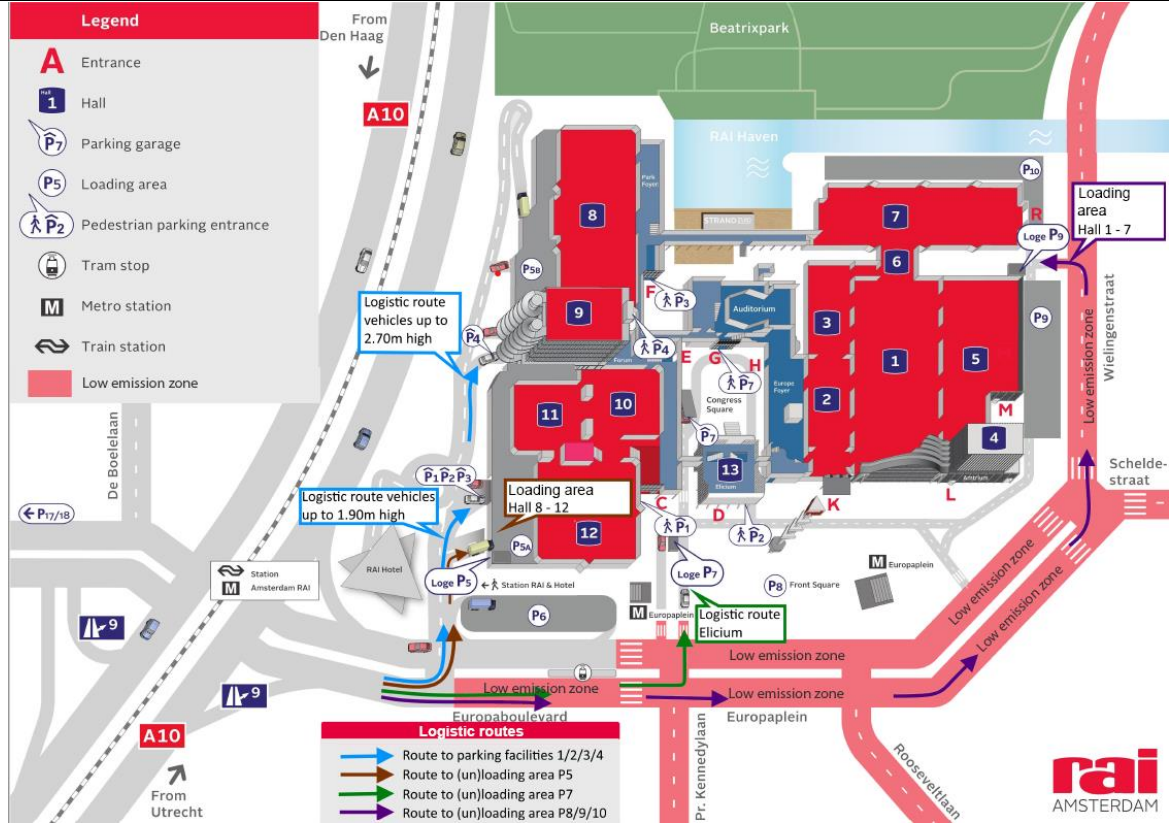 Legend
A Entrance
Hall
1 Hall
P7 Parking garage
P5 Loading area
P2 Pedestrian parking entrance
Tram stop
M Metro station
Train station
Low emission zone
From
Den Haag
A10
Beatrixpark
RAI Haven
STRANDZUID
Park
Foyer
8
7
P10
R
Loading
area
Hall 1 - 7
Loge P9
6
P5B
F
P3
9
Auditorium
3
1
5
P9
Wielingenstraat
Low emission zone
Logistic route
vehicles up to
2.70m high
P4
P4
Forum
E
G
H
P7
Europe
Foyer
Congress
Square
2
M
4
11
10
P7
13
Elicium
Schelde-
straat
De Boelelaan
P17/18
P1 P2 P3
Logistic route vehicles
up to 1.90m high
Loading area
Hall 8 - 12
C
D
K
L
P1
P2
12
P5A
RAI Hotel
Loge P5
Station RAI & Hotel
Loge P7
P8 Front Square
M Europaplein
Station
M Amsterdam RAI
P6
M Europaplein
Logistic route
Elicium
Low emission zone
Low emission zone
9
9
Low emission zone
Low emission zone
Low emission zone
Europaboulevard
Europaplein
A10
From
Utrecht
Pr. Kennedylaan
Rooseveltlaan
Logistic routes
Route to parking facilities 1/2/3/4
Route to (un)loading area P5
Route to (un)loading area P7
Route to (un)loading area P8/9/10
rai
AMSTERDAM